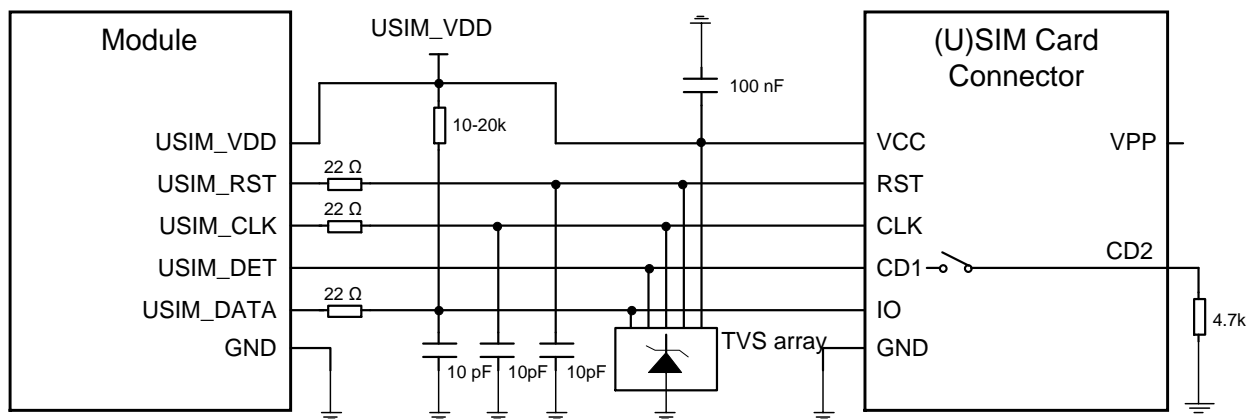 Module
USIM_VDD
(U)SIM Card
Connector
100 nF
10-20k
USIM_VDD
VCC
VPP
22 Ω
USIM_RST
RST
22 Ω
USIM_CLK
CLK
CD2
USIM_DET
CD1
22 Ω
USIM_DATA
IO
4.7k
GND
TVS array
GND
10 pF
10pF
10pF